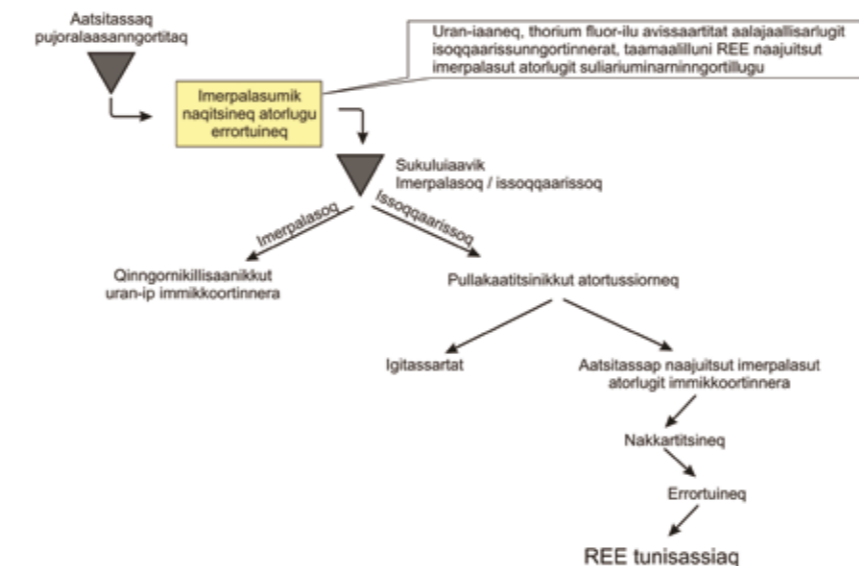 Aatsitassaq
pujoralaasanngortitaq
Uran-iaaneq, thorium fluor-ilu avissaartitat aalajaallisarlugit
isoqqaarissunngortinnerat, taamaalilluni REE naajuitsut
imerpalasut atorlugit suliariuminarninngortillugu
Imerpalasumik
naqitsineq atorlugu
errortuineq
Sukuluiaavik
Imerpalasoq / issoqqaarissoq
Imerpalasoq
Issoqqaarissoq
Qinngornikillisaanikkut
uran-ip immikkoortinnera
Pullakaatitsinikkut atortussiorneq
Igitassartat
Aatsitassap naajuitsut imerpalasut
atorlugit immikkoortinnera
Nakkartitsineq
Errortuineq
REE tunisassiaq